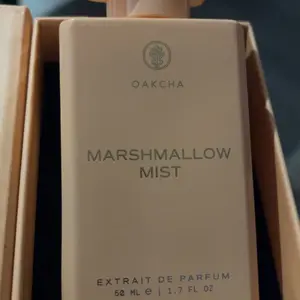 OAKCHA
MARSHMALLOW
MIST
EXTRAIT DE PARFUM
50 ML e | 1.7 FL OZ